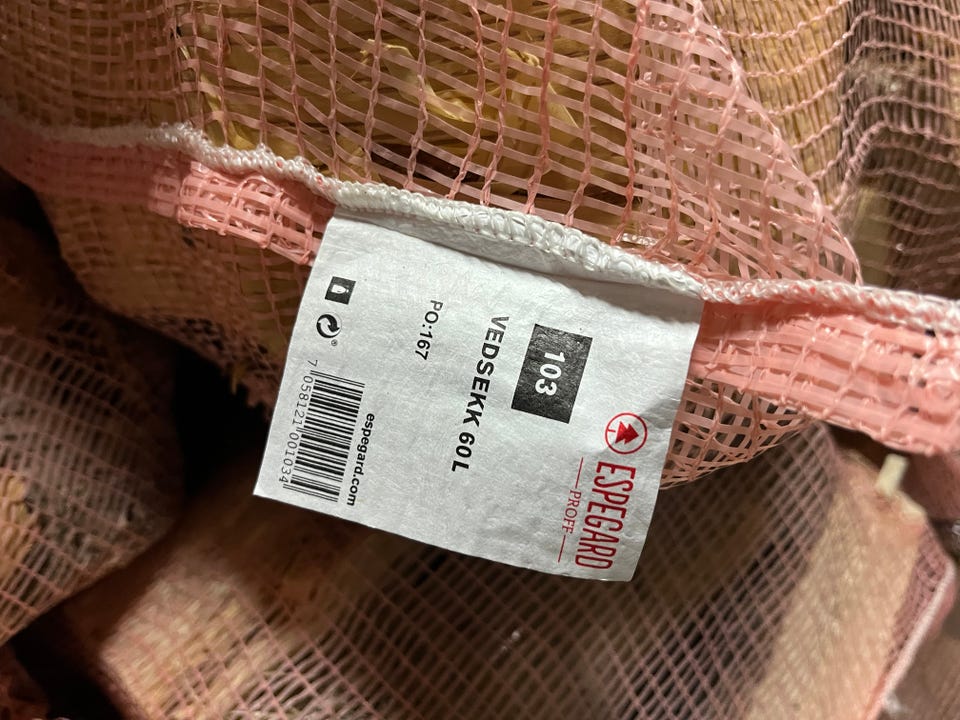 ESPEGARD
PROFF
103
VEDSEKK 60L
PO:167
espegard.com
7 058121 001034